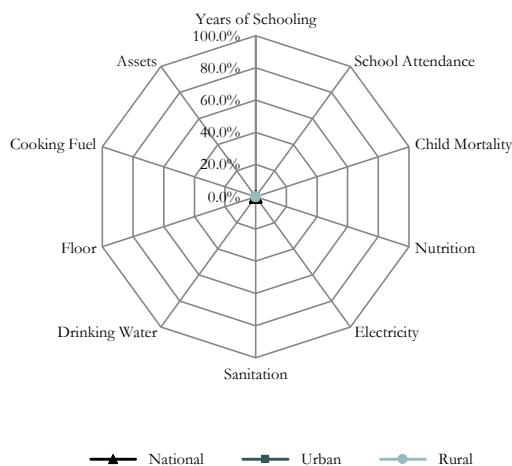 Years of Schooling
100.0%
Assets
School Attendance
80.0%
60.0%
Cooking Fuel
Child Mortality
40.0%
20.0%
0.0%
Floor
Nutrition
Drinking Water
Electricity
Sanitation
National Urban Rural